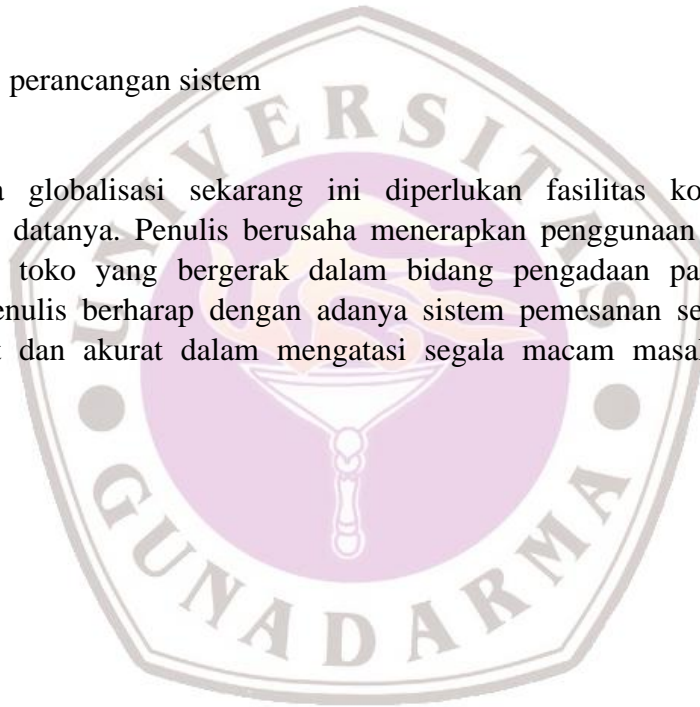 perancangan sistem
a globalisasi sekarang ini diperlukan fasilitas ko
datanya. Penulis berusaha menerapkan penggunaan
toko yang bergerak dalam bidang pengadaan pa
enulis berharap dengan adanya sistem pemesanan se
t dan akurat dalam mengatasi segala macam masal
UNIVERSITAS
GUNADARMA